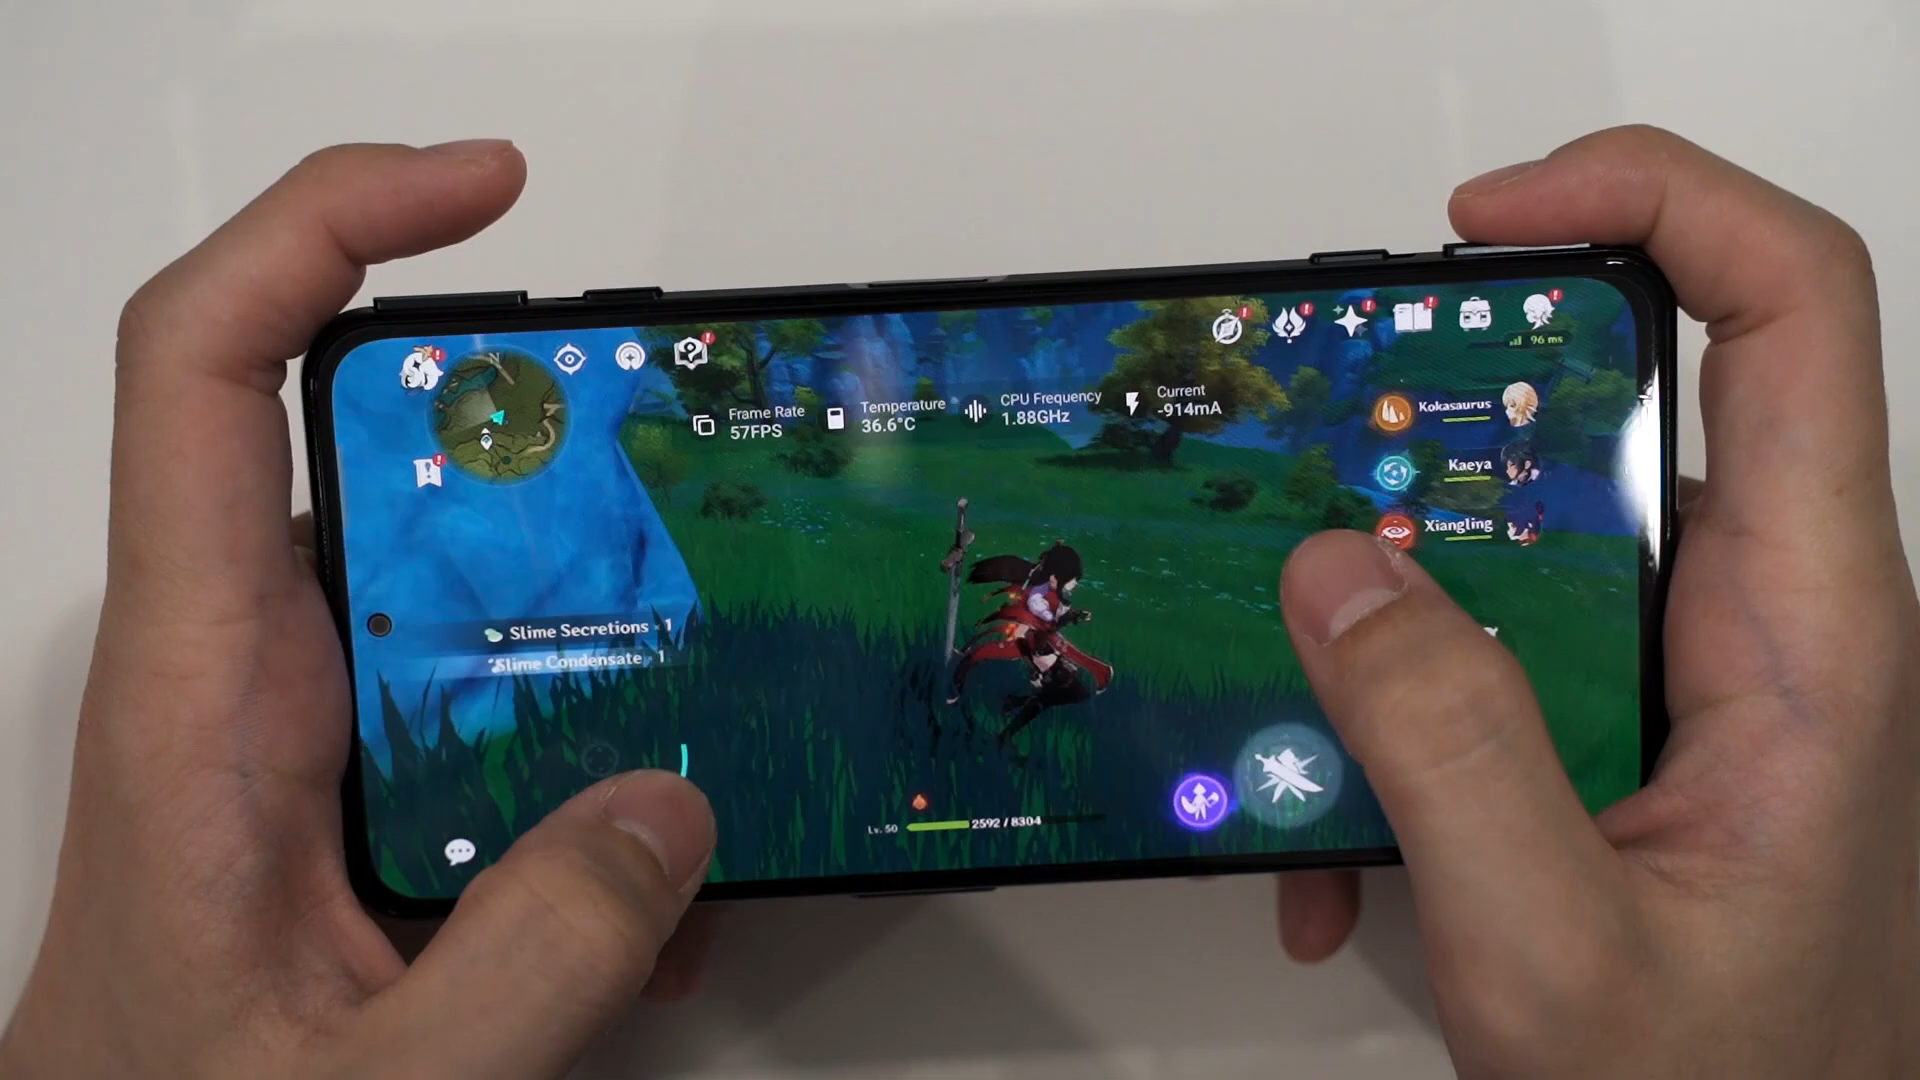 96 ms
Frame Rate
57FPS
Temperature
36.6°C
CPU Frequency
1.88GHz
Current
-914mA
Kokasaurus
Kaeya
Xiangling
Slime Secretions × 1
Slime Condensate × 1
Lv. 50
2592 / 8304